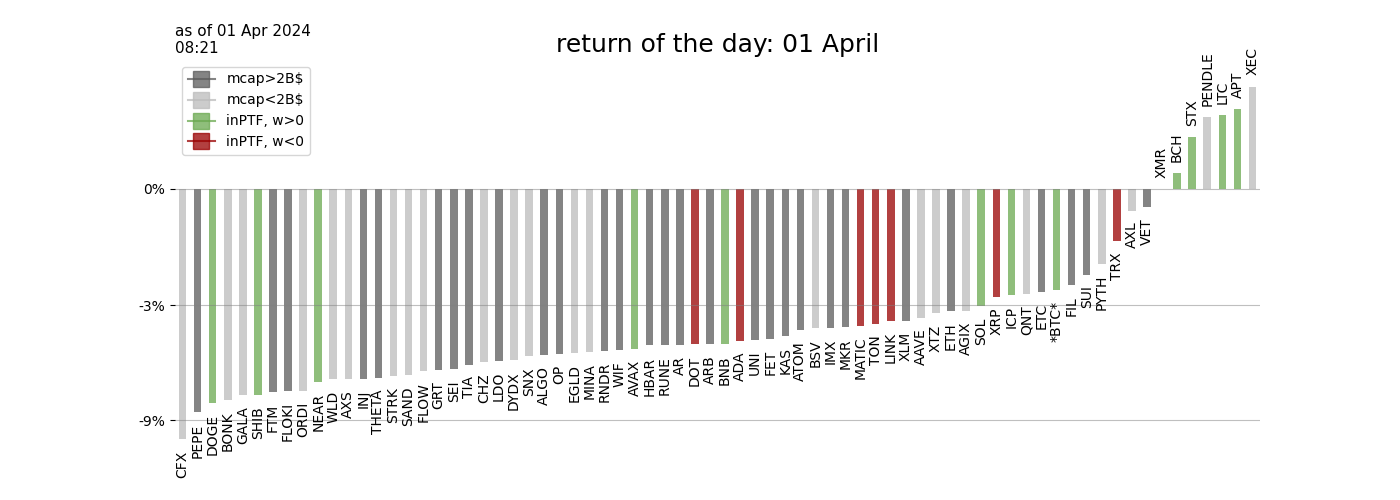 as of 01 Apr 2024
08:21
return of the day: 01 April
mcap>2B$
mcap<2B$
inPTF, w>0
inPTF, w<0
0%
-3%
-9%
CFX
PEPE
DOGE
BONK
GALA
SHIB
FTM
FLOKI
ORDI
NEAR
WLD
AXS
INJ
THETA
STRK
SAND
FLOW
GRT
SEI
TIA
CHZ
LDO
DYDX
SNX
ALGO
OP
EGLD
MINA
RNDR
WIF
AVAX
HBAR
RUNE
AR
DOT
ARB
BNB
ADA
UNI
FET
KAS
ATOM
BSV
IMX
MKR
MATIC
TON
LINK
XLM
AAVE
XTZ
ETH
AGIX
SOL
XRP
ICP
QNT
ETC
*BTC*
FIL
SUI
PYTH
TRX
AXL
VET
XMR
BCH
STX
PENDLE
LTC
APT
XEC